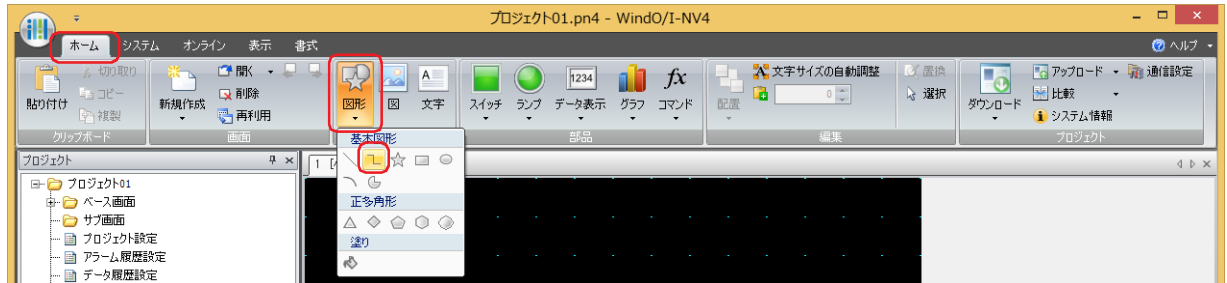 プロジェクト01.pn4 - WindO/I-NV4
ホーム システム オンライン 表示 書式 ヘルプ
貼り付け 切り取り コピー 複製
クリップボード
新規作成 開く 削除 再利用
画面
図形 図 文字
スイッチ ランプ 1234 データ表示 グラフ fx コマンド
部品
配置 文字サイズの自動調整 0 置換 選択
編集
ダウンロード アップロード 比較 システム情報 通信設定
プロジェクト
基本図形
正多角形
塗り
プロジェクト
プロジェクト01
ベース画面
サブ画面
プロジェクト設定
アラーム履歴設定
データ履歴設定
1